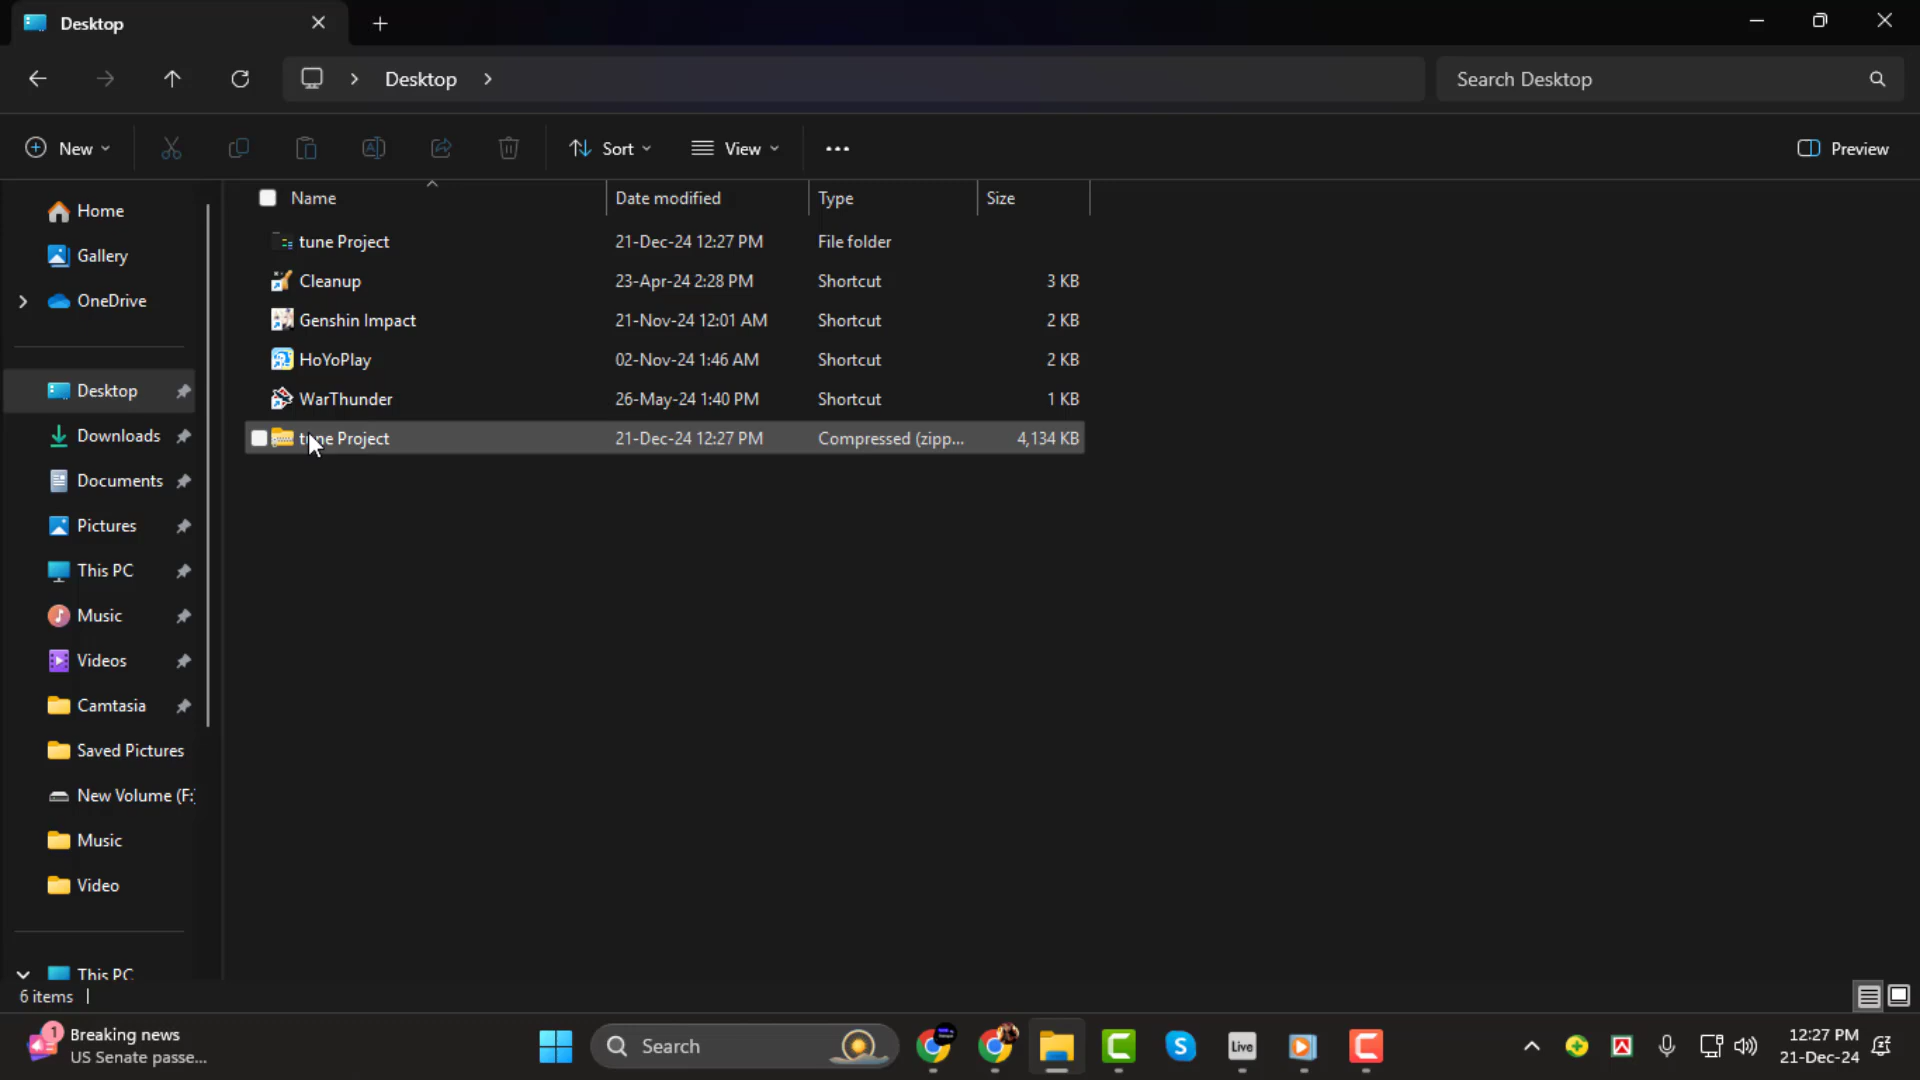 Desktop
Desktop
Search Desktop
New
Sort
View
Preview
Name Date modified Type Size
tune Project 21-Dec-24 12:27 PM File folder
Cleanup 23-Apr-24 2:28 PM Shortcut 3 KB
Genshin Impact 21-Nov-24 12:01 AM Shortcut 2 KB
HoYoPlay 02-Nov-24 1:46 AM Shortcut 2 KB
WarThunder 26-May-24 1:40 PM Shortcut 1 KB
tune Project 21-Dec-24 12:27 PM Compressed (zipp... 4,134 KB
Home
Gallery
OneDrive
Desktop
Downloads
Documents
Pictures
This PC
Music
Videos
Camtasia
Saved Pictures
New Volume (F:
Music
Video
This PC
6 items
1
Breaking news
US Senate passe...
Search
Live
12:27 PM
21-Dec-24